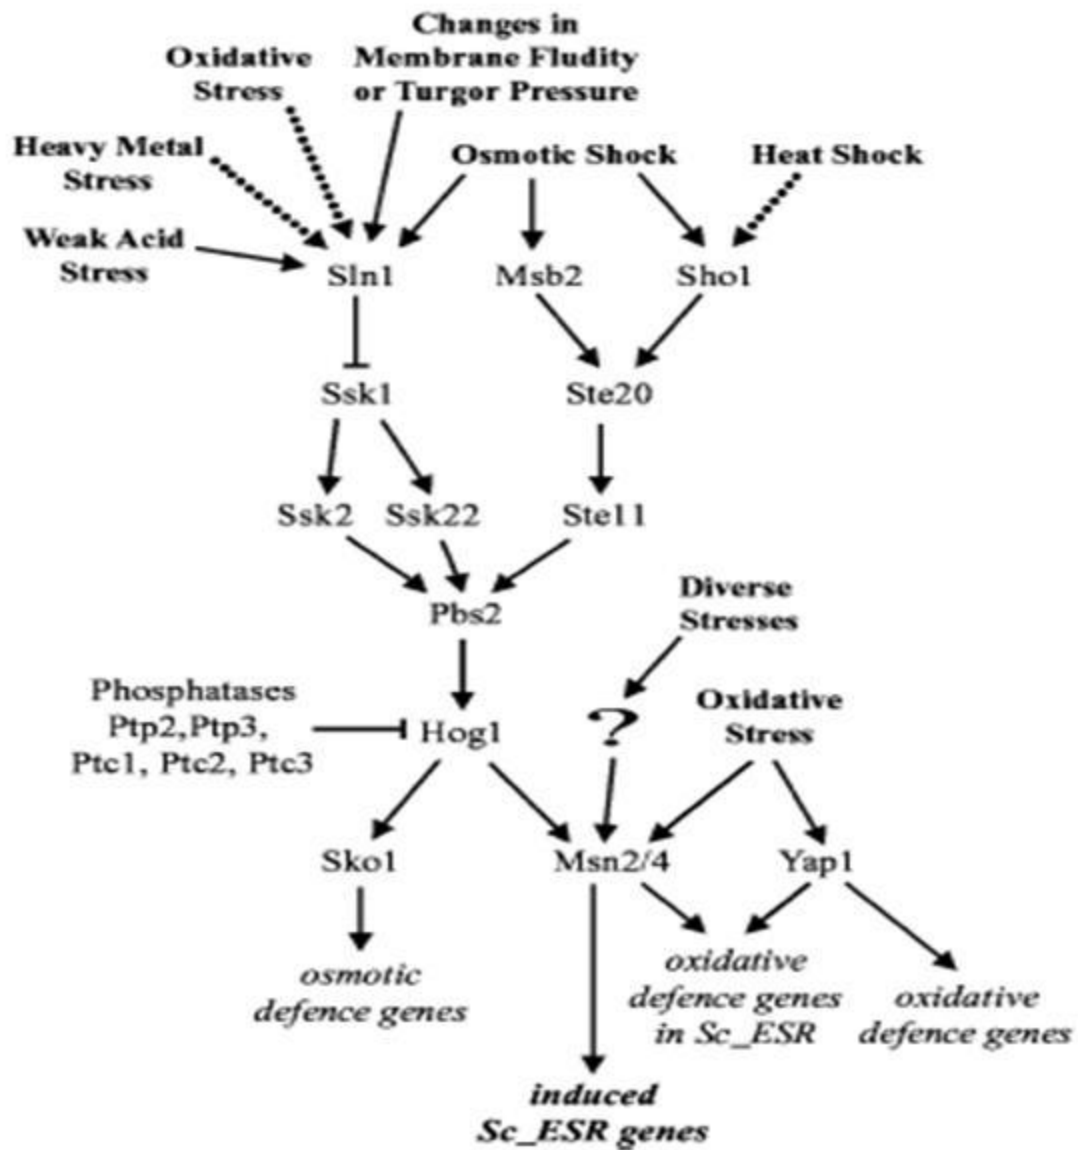 Changes in
Membrane Fludity
or Turgor Pressure
Oxidative
Stress
Heavy Metal
Stress
Osmotic Shock
Heat Shock
Weak Acid
Stress
Sln1
Msb2
Sho1
Ssk1
Ste20
Ssk2
Ssk22
Ste11
Pbs2
Diverse
Stresses
Phosphatases
Ptp2,Ptp3,
Ptc1, Ptc2, Ptc3
Hog1
?
Oxidative
Stress
Sko1
Msn2/4
Yap1
osmotic
defence genes
oxidative
defence genes
in Sc_ESR
oxidative
defence genes
induced
Sc_ESR genes